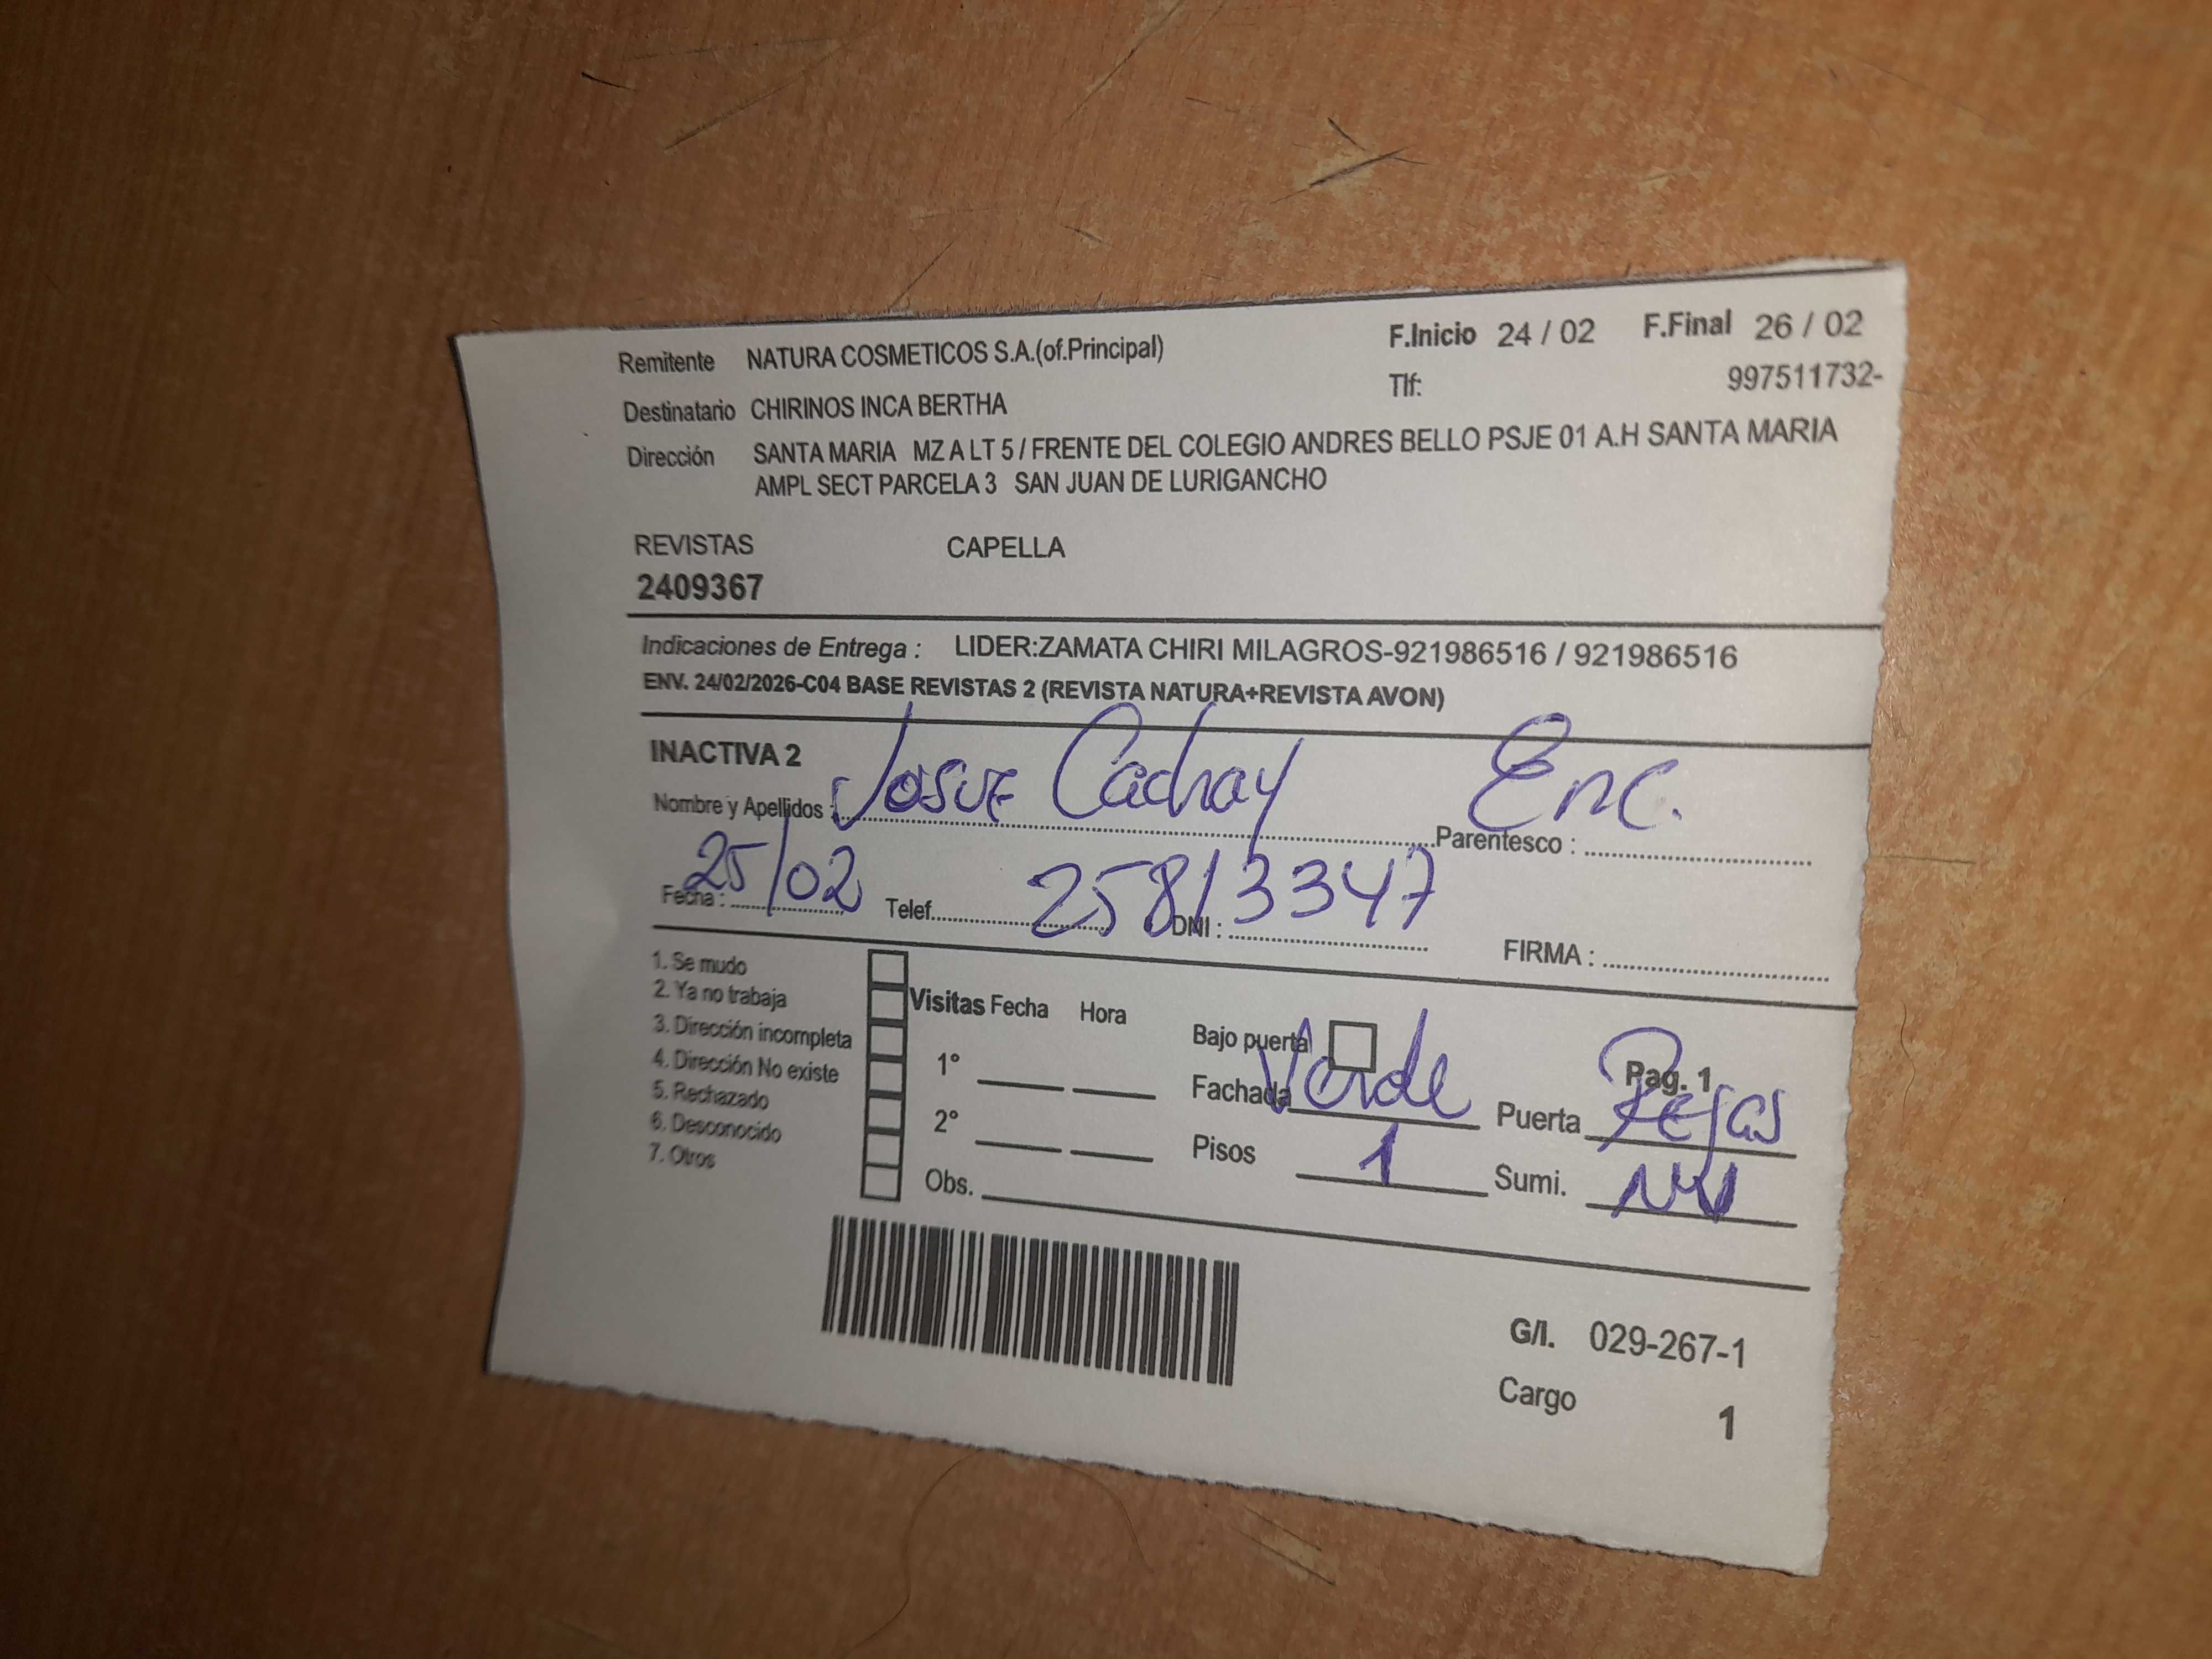 Remitente NATURA COSMETICOS S.A.(of.Principal) F.Inicio 24 / 02 F.Final 26 / 02
Tlf: 997511732-
Destinatario CHIRINOS INCA BERTHA
Dirección SANTA MARIA MZ A LT 5 / FRENTE DEL COLEGIO ANDRES BELLO PSJE 01 A.H SANTA MARIA
AMPL SECT PARCELA 3 SAN JUAN DE LURIGANCHO
REVISTAS CAPELLA
2409367
Indicaciones de Entrega : LIDER:ZAMATA CHIRI MILAGROS-921986516 / 921986516
ENV. 24/02/2026-C04 BASE REVISTAS 2 (REVISTA NATURA+REVISTA AVON)
INACTIVA 2
Nombre y Apellidos : Josue Cachay Parentesco : Enc.
Fecha : 25/02 Telef. DNI : 25813347 FIRMA :
1. Se mudo
2. Ya no trabaja
3. Dirección incompleta
4. Dirección No existe
5. Rechazado
6. Desconocido
7. Otros
Visitas Fecha Hora
1°
2°
Obs.
Bajo puerta Pag. 1
Fachada Verde Puerta Rejas
Pisos 1 Sumi.
G/I. 029-267-1
Cargo 1